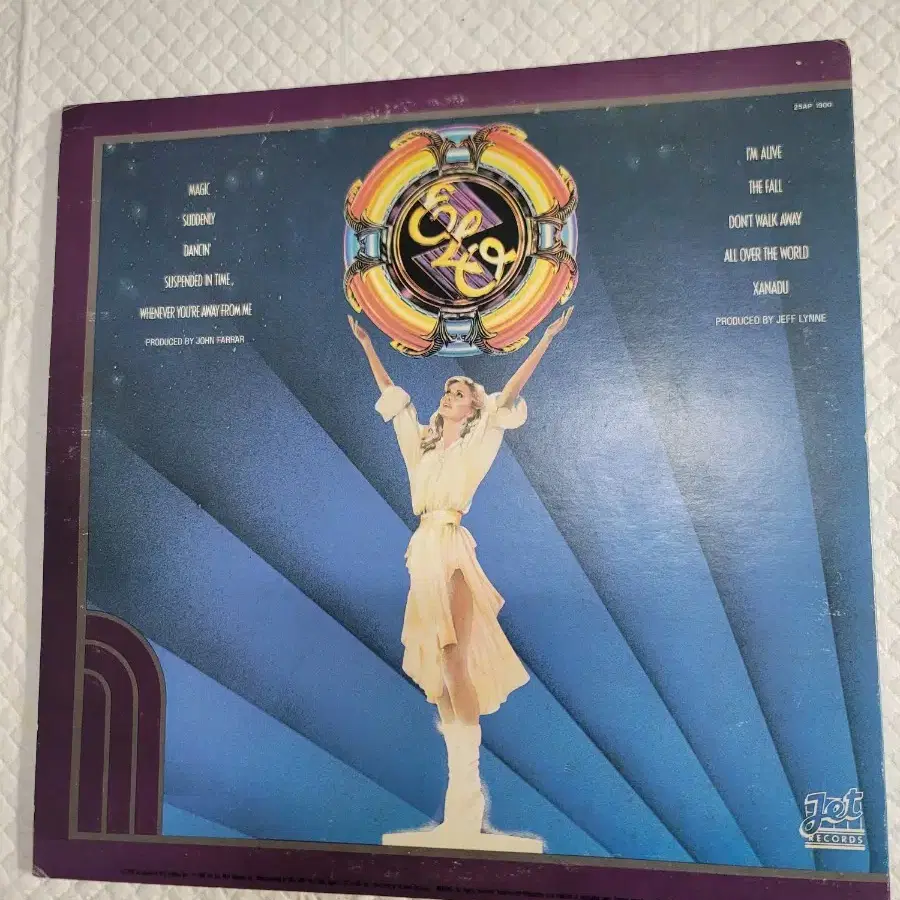 25AP 1900
MAGIC
SUDDENLY
DANCIN'
SUSPENDED IN TIME,
WHENEVER YOU'RE AWAY FROM ME
PRODUCED BY JOHN FARRAR
ELO
I'M ALIVE
THE FALL
DON'T WALK AWAY
ALL OVER THE WORLD
XANADU
PRODUCED BY JEFF LYNNE
Jet
RECORDS